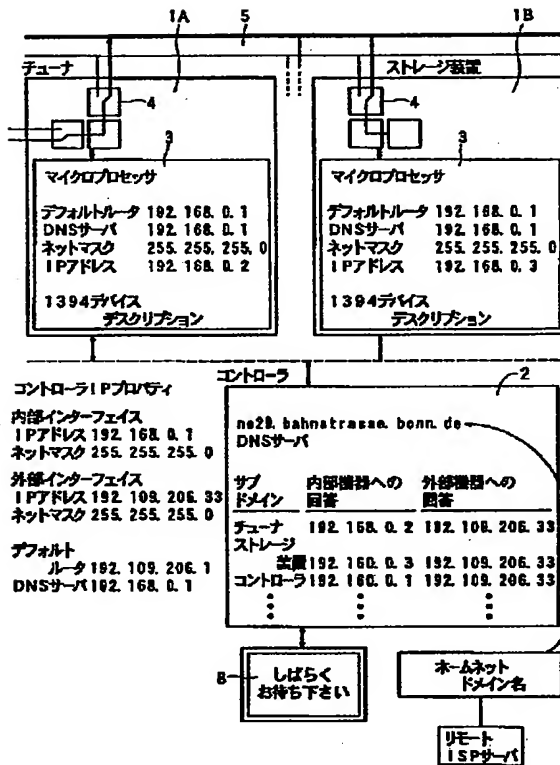 1A
5
1B
チューナ
ストレージ装置
4
4
3
3
マイクロプロセッサ
デフォルトルータ 192.168.0.1
DNSサーバ 192.168.0.1
ネットマスク 255.255.255.0
IPアドレス 192.168.0.2
1394デバイス
デスクリプション
マイクロプロセッサ
デフォルトルータ 192.168.0.1
DNSサーバ 192.168.0.1
ネットマスク 255.255.255.0
IPアドレス 192.168.0.3
1394デバイス
デスクリプション
コントローラIPプロパティ
内部インターフェイス
IPアドレス 192.168.0.1
ネットマスク 255.255.255.0
外部インターフェイス
IPアドレス 192.109.206.33
ネットマスク 255.255.255.0
デフォルト
ルータ 192.109.206.1
DNSサーバ 192.168.0.1
コントローラ
2
ne29.bahnstrasse.bonn.de
DNSサーバ
サブ
ドメイン
内部機器への
回答
外部機器への
回答
チューナ 192.168.0.2 192.109.206.33
ストレージ
装置 192.160.0.3 192.109.206.33
コントローラ 192.160.0.1 192.109.206.33
8
しばらく
お待ち下さい
ホームネット
ドメイン名
リモート
ISPサーバ